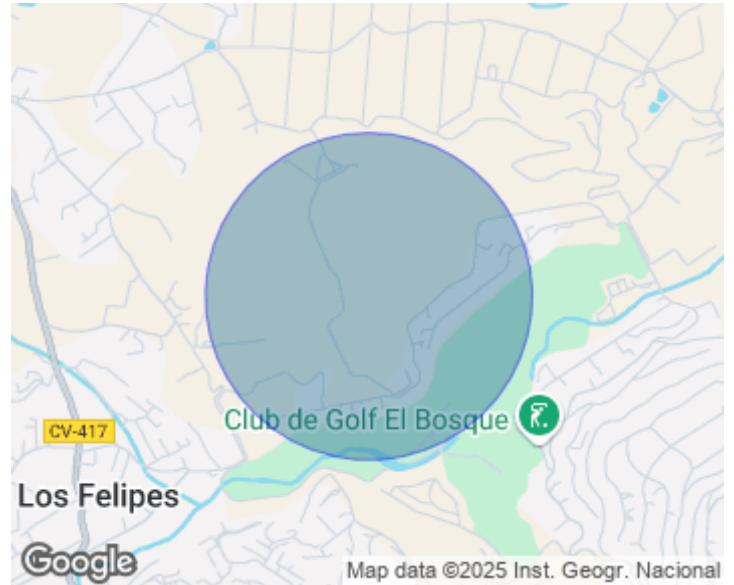 Club de Golf El Bosque
CV-417
Los Felipes
Google
Map data ©2025 Inst. Geogr. Nacional